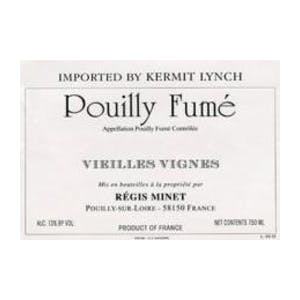 IMPORTED BY KERMIT LYNCH
Pouilly Fumé
Appellation Pouilly Fumé Contrôlée
VIEILLES VIGNES
Mis en bouteilles à la propriété par
RÉGIS MINET
POUILLY-SUR-LOIRE - 58150 FRANCE
ALC. 13% BY VOL. NET CONTENTS 750 ML
PRODUCT OF FRANCE